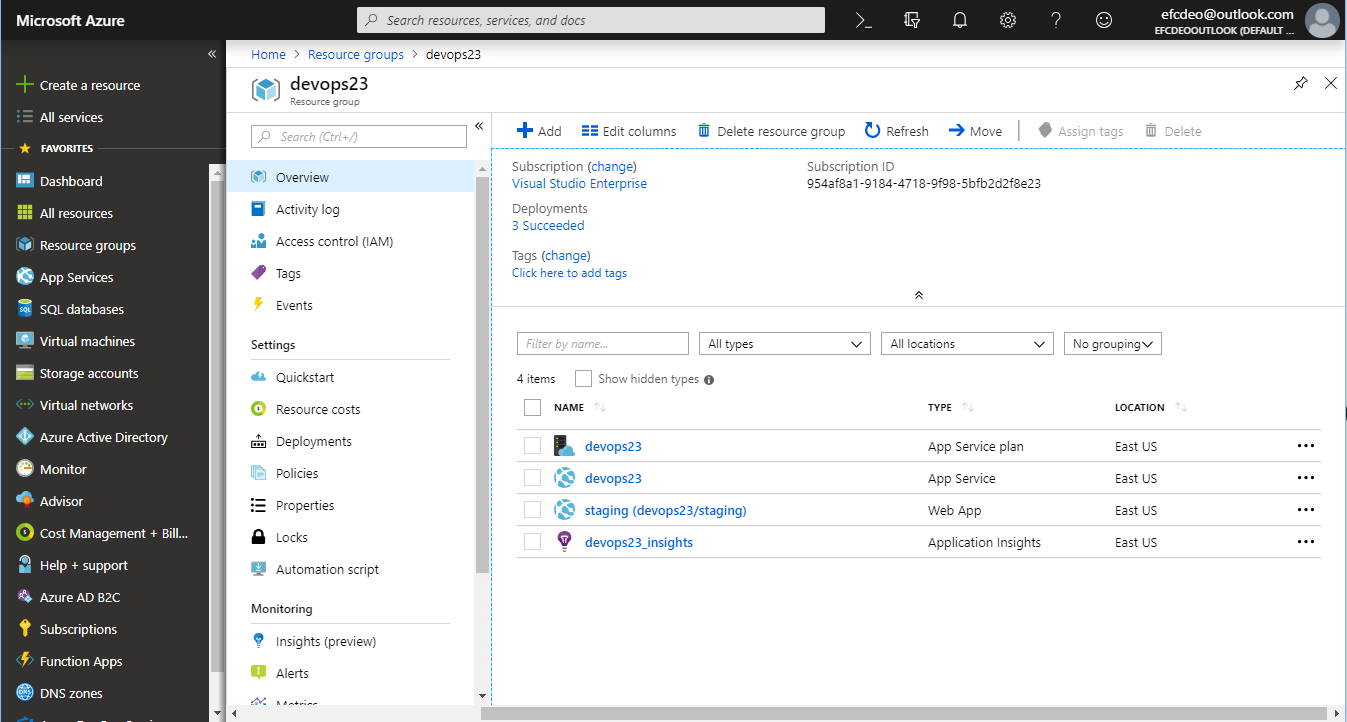 Microsoft Azure
Search resources, services, and docs
efcdeo@outlook.com
EFCDEOOUTLOOK (DEFAULT ...
Create a resource
All services
FAVORITES
Dashboard
All resources
Resource groups
App Services
SQL databases
Virtual machines
Storage accounts
Virtual networks
Azure Active Directory
Monitor
Advisor
Cost Management + Bill...
Help + support
Azure AD B2C
Subscriptions
Function Apps
DNS zones
Home > Resource groups > devops23
devops23
Resource group
Search (Ctrl+/)
Overview
Activity log
Access control (IAM)
Tags
Events
Settings
Quickstart
Resource costs
Deployments
Policies
Properties
Locks
Automation script
Monitoring
Insights (preview)
Alerts
Metrics
Add Edit columns Delete resource group Refresh Move Assign tags Delete
Subscription (change)
Visual Studio Enterprise
Subscription ID
954af8a1-9184-4718-9f98-5bfb2d2f8e23
Deployments
3 Succeeded
Tags (change)
Click here to add tags
Filter by name... All types All locations No grouping
4 items Show hidden types
NAME TYPE LOCATION
devops23 App Service plan East US
devops23 App Service East US
staging (devops23/staging) Web App East US
devops23_insights Application Insights East US